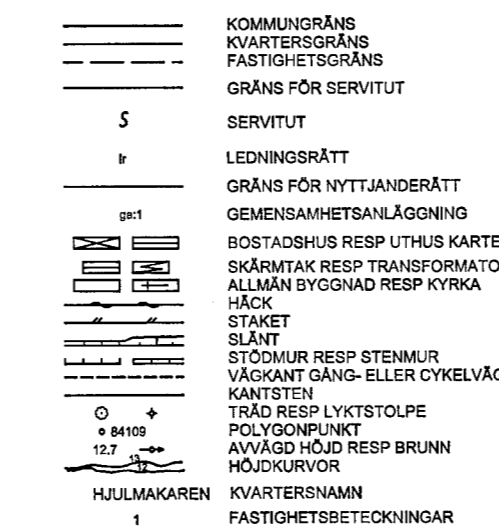 KOMMUNGRÄNS
KVARTERSGRÄNS
FASTIGHETSGRÄNS
GRÄNS FÖR SERVITUT
S SERVITUT
lr LEDNINGSRÄTT
GRÄNS FÖR NYTTJANDERÄTT
ga:1 GEMENSAMHETSANLÄGGNING
BOSTADSHUS RESP UTHUS KARTE
SKÄRMTAK RESP TRANSFORMATO
ALLMÄN BYGGNAD RESP KYRKA
HÄCK
STAKET
SLÄNT
STÖDMUR RESP STENMUR
VÄGKANT GÅNG- ELLER CYKELVÄG
KANTSTEN
TRÄD RESP LYKTSTOLPE
84109 POLYGONPUNKT
12.7 AVVÄGD HÖJD RESP BRUNN
13 12 HÖJDKURVOR
HJULMAKAREN KVARTERSNAMN
1 FASTIGHETSBETECKNINGAR